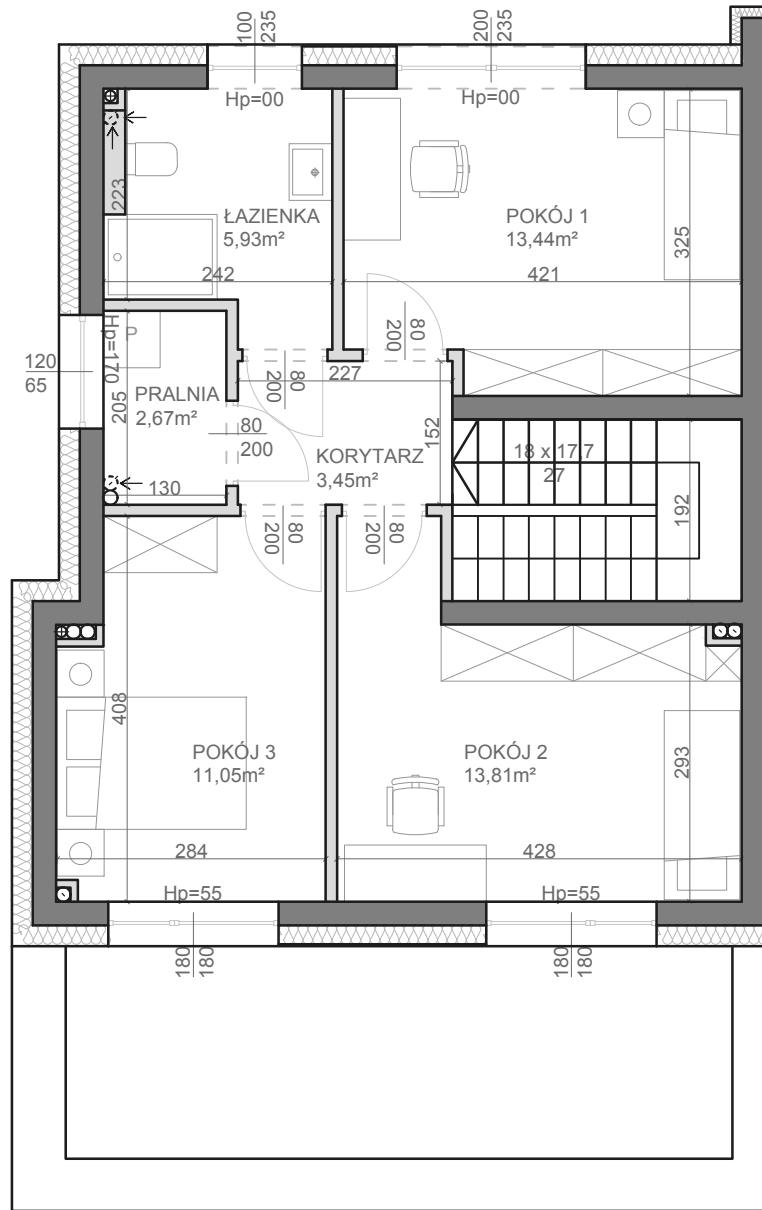 100
235
200
235
Hp=00
Hp=00
223
ŁAZIENKA
5,93m²
POKÓJ 1
13,44m²
325
242
421
Hp=170
P
80
200
120
65
80
200
227
PRALNIA
2,67m²
205
80
200
152
KORYTARZ
3,45m²
18 x 17,7
27
130
192
80
200
80
200
408
POKÓJ 3
11,05m²
POKÓJ 2
13,81m²
293
284
428
Hp=55
Hp=55
180
180
180
180